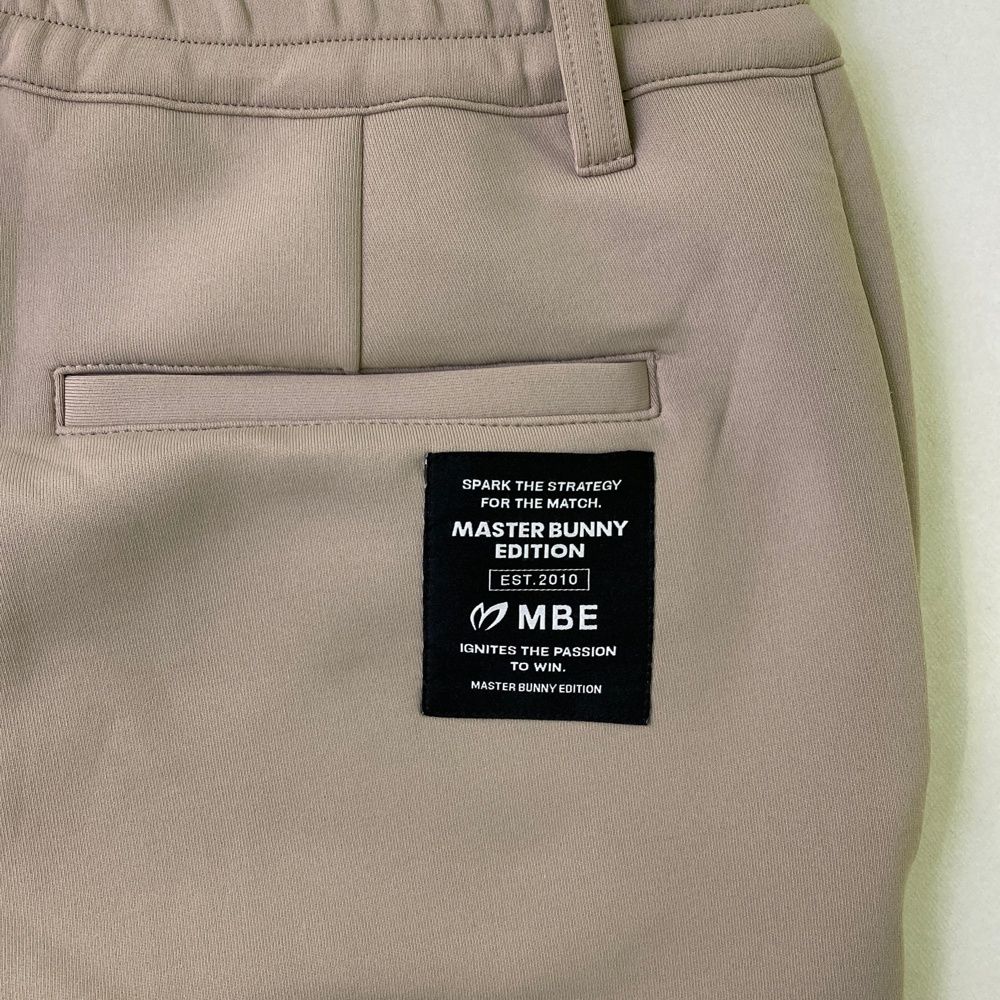 SPARK THE STRATEGY
FOR THE MATCH.
MASTER BUNNY
EDITION
EST.2010
MBE
IGNITES THE PASSION
TO WIN.
MASTER BUNNY EDITION